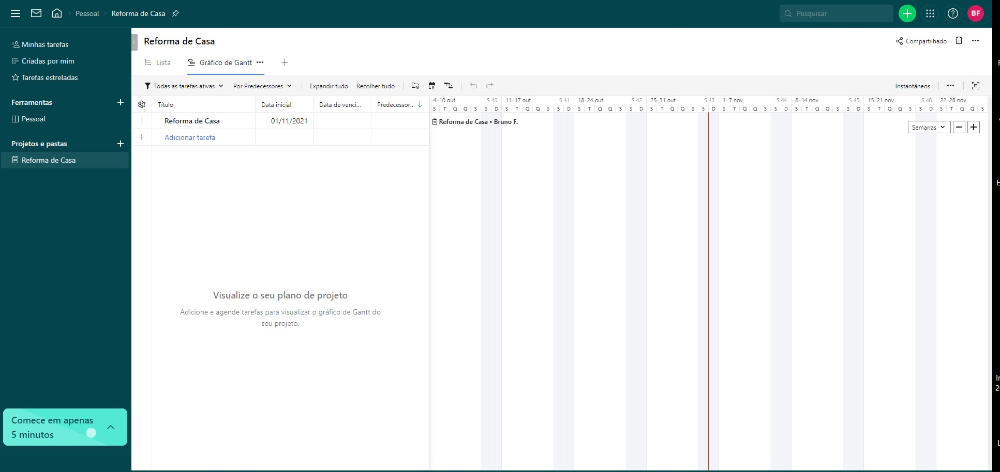 Pessoal
Reforma de Casa
Pesquisar
BF
Minhas tarefas
Criadas por mim
Tarefas estreladas
Ferramentas
Pessoal
Projetos e pastas
Reforma de Casa
Comece em apenas
5 minutos
Reforma de Casa
Compartilhado
Lista
Gráfico de Gantt
Todas as tarefas ativas
Por Predecessores
Expandir tudo
Recolher tudo
Instantâneos
Título
Data inicial
Data de venci...
Predecessor...
4–10 out S 40 11–17 out S 41 18–24 out S 42 25–31 out S 43 1–7 nov S 44 8–14 nov S 45 15–21 nov S 46 22–28 nov
S T Q Q S S D S T Q Q S S D S T Q Q S S D S T Q Q S S D S T Q Q S S D S T Q Q S S D S T Q Q S S D S T Q Q S
1 Reforma de Casa 01/11/2021
Adicionar tarefa
Reforma de Casa • Bruno F.
Semanas
Visualize o seu plano de projeto
Adicione e agende tarefas para visualizar o gráfico de Gantt do
seu projeto.